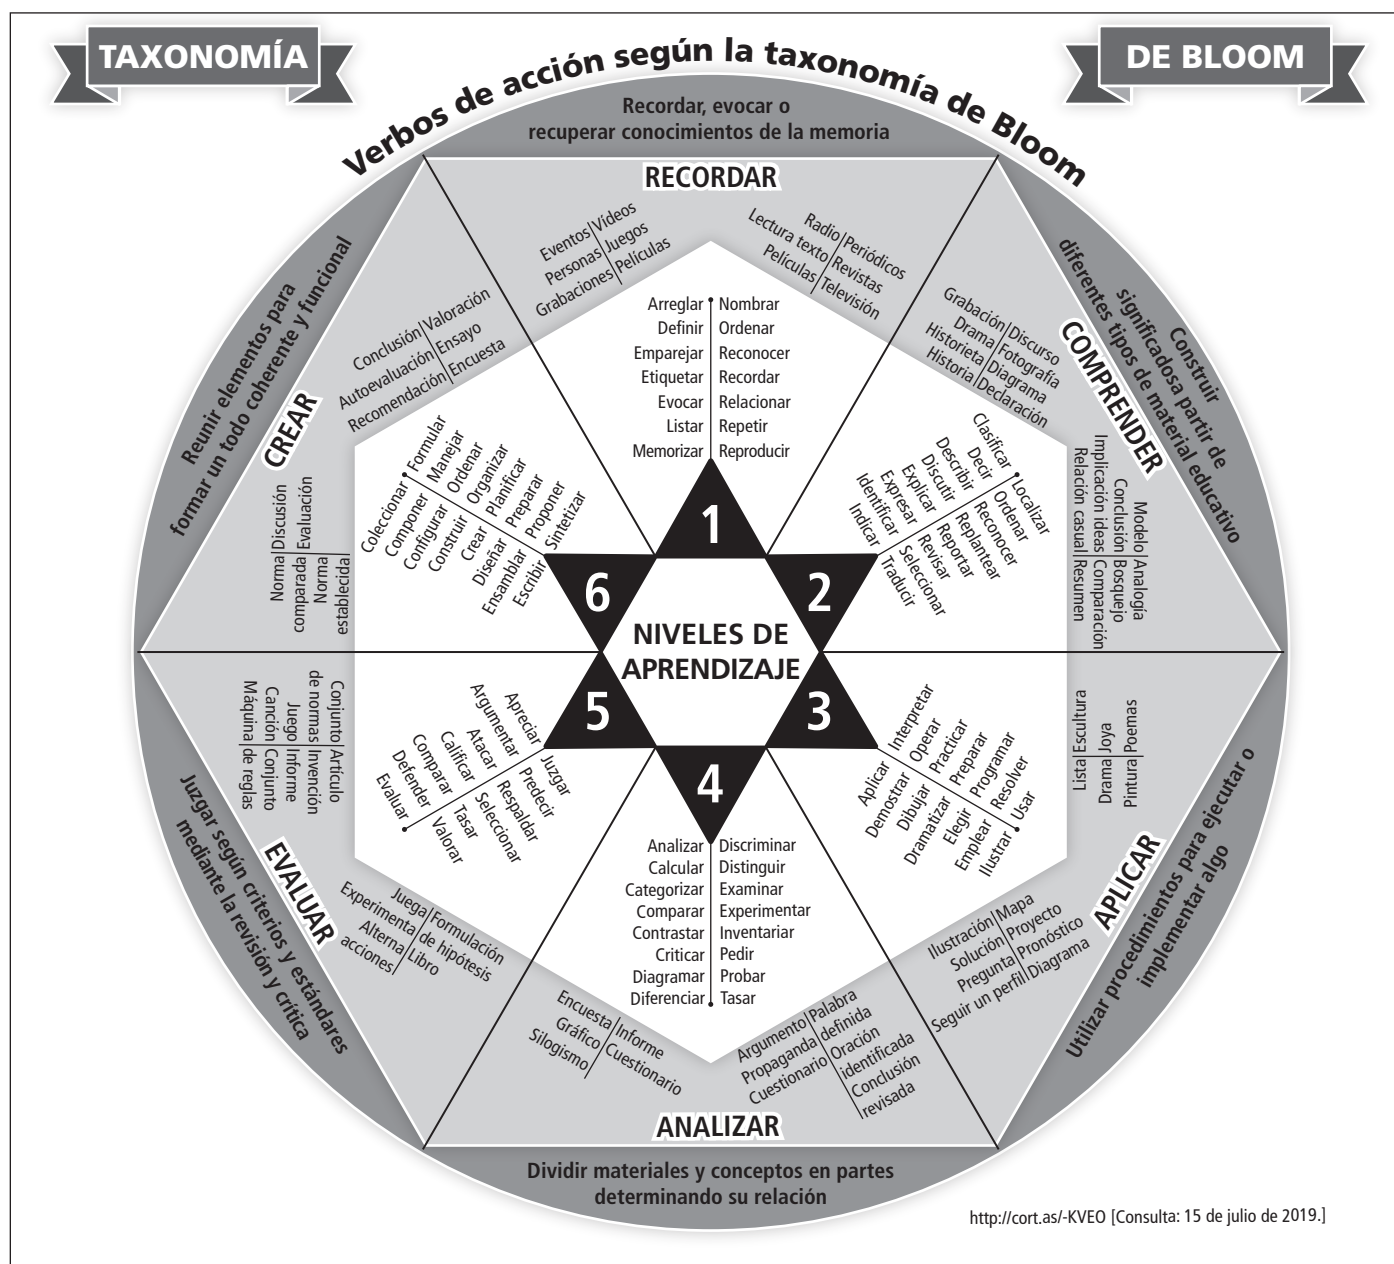 TAXONOMÍA
DE BLOOM
Verbos de acción según la taxonomía de Bloom
Recordar, evocar o
recuperar conocimientos de la memoria
RECORDAR
Eventos Vídeos
Personas Juegos
Grabaciones Películas
Radio Periódicos
Lectura texto Revistas
Películas Televisión
Arreglar Nombrar
Definir Ordenar
Emparejar Reconocer
Etiquetar Recordar
Evocar Relacionar
Listar Repetir
Memorizar Reproducir
1
Construir
significadosa partir de
diferentes tipos de material educativo
COMPRENDER
Grabación Discurso
Drama Fotografía
Historieta Diagrama
Historia Declaración
Modelo Analogía
Conclusión Bosquejo
Implicación ideas Comparación
Relación casual Resumen
Clasificar Localizar
Decir Ordenar
Describir Reconocer
Discutir Replantear
Explicar Reportar
Expresar Revisar
Identificar Seleccionar
Indicar Traducir
2
Utilizar procedimientos para ejecutar o
implementar algo
APLICAR
Lista Escultura
Drama Joya
Pintura Poemas
Ilustración Mapa
Solución Proyecto
Pregunta Pronóstico
Seguir un perfil Diagrama
Aplicar Interpretar
Demostrar Operar
Dibujar Practicar
Dramatizar Preparar
Elegir Programar
Emplear Resolver
Ilustrar Usar
3
NIVELES DE
APRENDIZAJE
4
Analizar Discriminar
Calcular Distinguir
Categorizar Examinar
Comparar Experimentar
Contrastar Inventariar
Criticar Pedir
Diagramar Probar
Diferenciar Tasar
Encuesta Informe
Gráfico Cuestionario
Silogismo
Argumento Palabra
Propaganda definida
Cuestionario Oración
identificada
Conclusión
revisada
ANALIZAR
Dividir materiales y conceptos en partes
determinando su relación
5
Apreciar Juzgar
Argumentar Predecir
Atacar Respaldar
Calificar Seleccionar
Comparar Tasar
Defender Valorar
Evaluar
Conjunto Artículo
de normas Invención
Juego Informe
Canción Conjunto
Máquina de reglas
Juega Formulación
Experimenta de hipótesis
Alterna Libro
acciones
EVALUAR
Juzgar según criterios y estándares
mediante la revisión y crítica
6
Coleccionar Formular
Componer Manejar
Configurar Ordenar
Construir Organizar
Crear Planificar
Diseñar Preparar
Ensamblar Proponer
Escribir Sintetizar
Conclusión Valoración
Autoevaluación Ensayo
Recomendación Encuesta
Norma Discusión
comparada Evaluación
Norma
establecida
CREAR
Reunir elementos para
formar un todo coherente y funcional
http://cort.as/-KVEO [Consulta: 15 de julio de 2019.]